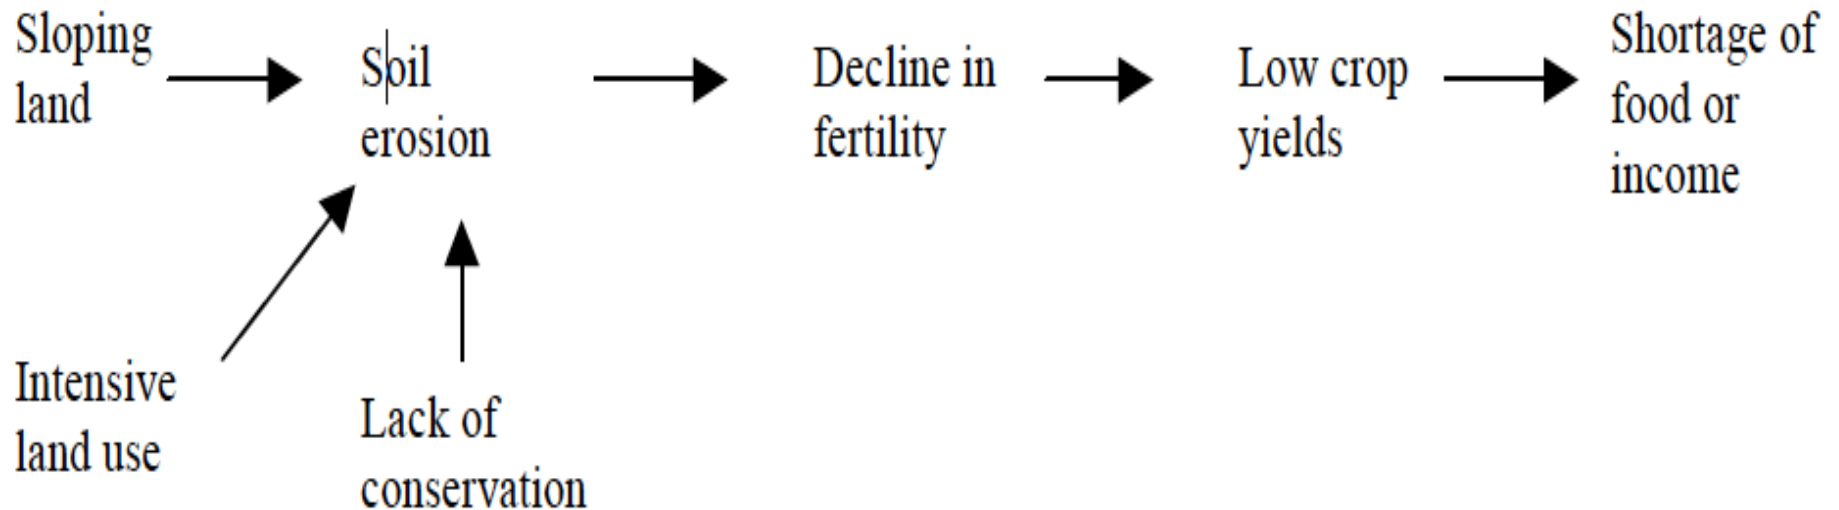 Sloping
land
Soil
erosion
Decline in
fertility
Low crop
yields
Shortage of
food or
income
Intensive
land use
Lack of
conservation